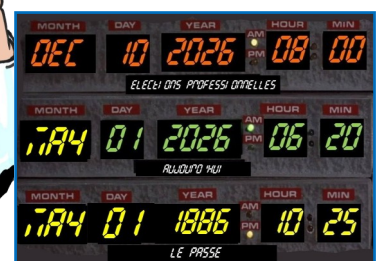 MONTH DAY YEAR AM PM HOUR MIN
DEC 10 2026 08 00
ELECTIONS PROFESSIONNELLES
MONTH DAY YEAR AM PM HOUR MIN
MAY 01 2026 06 20
AUJOURD'HUI
MONTH DAY YEAR AM PM HOUR MIN
MAY 01 1886 10 25
LE PASSE